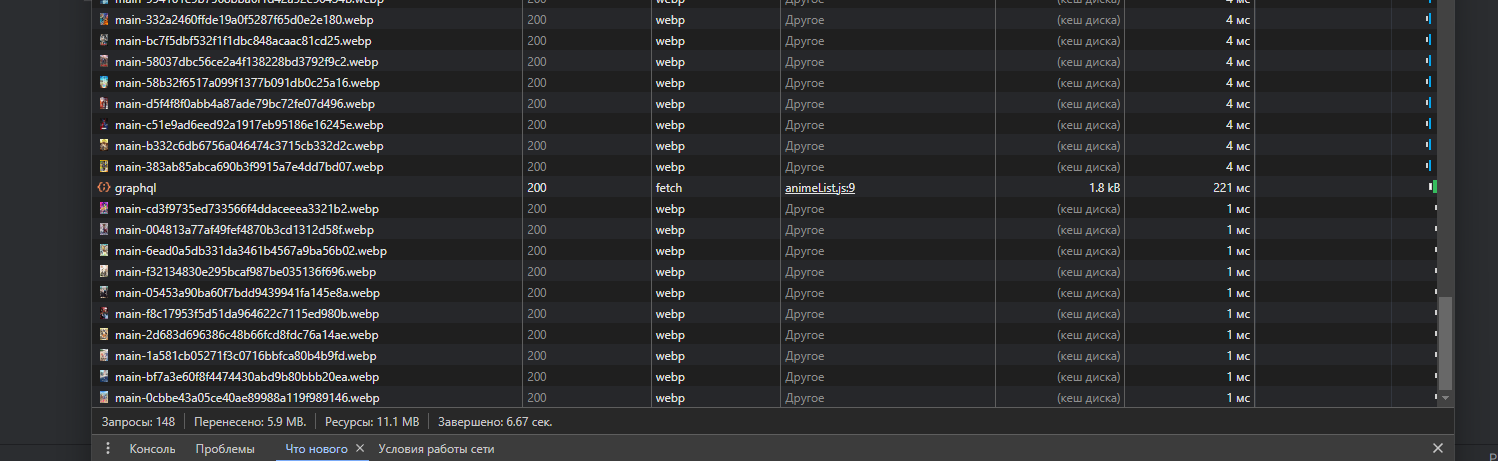 main-332a2460ffde19a0f5287f65d0e2e180.webp 200 webp Другое (кеш диска) 4 мс
main-bc7f5dbf532f1f1dbc848acaac81cd25.webp 200 webp Другое (кеш диска) 4 мс
main-58037dbc56ce2a4f138228bd3792f9c2.webp 200 webp Другое (кеш диска) 4 мс
main-58b32f6517a099f1377b091db0c25a16.webp 200 webp Другое (кеш диска) 4 мс
main-d5f4f8f0abb4a87ade79bc72fe07d496.webp 200 webp Другое (кеш диска) 4 мс
main-c51e9ad6eed92a1917eb95186e16245e.webp 200 webp Другое (кеш диска) 4 мс
main-b332c6db6756a046474c3715cb332d2c.webp 200 webp Другое (кеш диска) 4 мс
main-383ab85abca690b3f9915a7e4dd7bd07.webp 200 webp Другое (кеш диска) 4 мс
graphql 200 fetch animeList.js:9 1.8 kB 221 мс
main-cd3f9735ed733566f4ddaceeea3321b2.webp 200 webp Другое (кеш диска) 1 мс
main-004813a77af49fef4870b3cd1312d58f.webp 200 webp Другое (кеш диска) 1 мс
main-6ead0a5db331da3461b4567a9ba56b02.webp 200 webp Другое (кеш диска) 1 мс
main-f32134830e295bcaf987be035136f696.webp 200 webp Другое (кеш диска) 1 мс
main-05453a90ba60f7bdd9439941fa145e8a.webp 200 webp Другое (кеш диска) 1 мс
main-f8c17953f5d51da964622c7115ed980b.webp 200 webp Другое (кеш диска) 1 мс
main-2d683d696386c48b66fcd8fdc76a14ae.webp 200 webp Другое (кеш диска) 1 мс
main-1a581cb05271f3c0716bbfca80b4b9fd.webp 200 webp Другое (кеш диска) 1 мс
main-bf7a3e60f8f4474430abd9b80bbb20ea.webp 200 webp Другое (кеш диска) 1 мс
main-0cbbe43a05ce40ae89988a119f989146.webp 200 webp Другое (кеш диска) 1 мс
Запросы: 148 Перенесено: 5.9 MB. Ресурсы: 11.1 MB Завершено: 6.67 сек.
Консоль Проблемы Что нового Условия работы сети